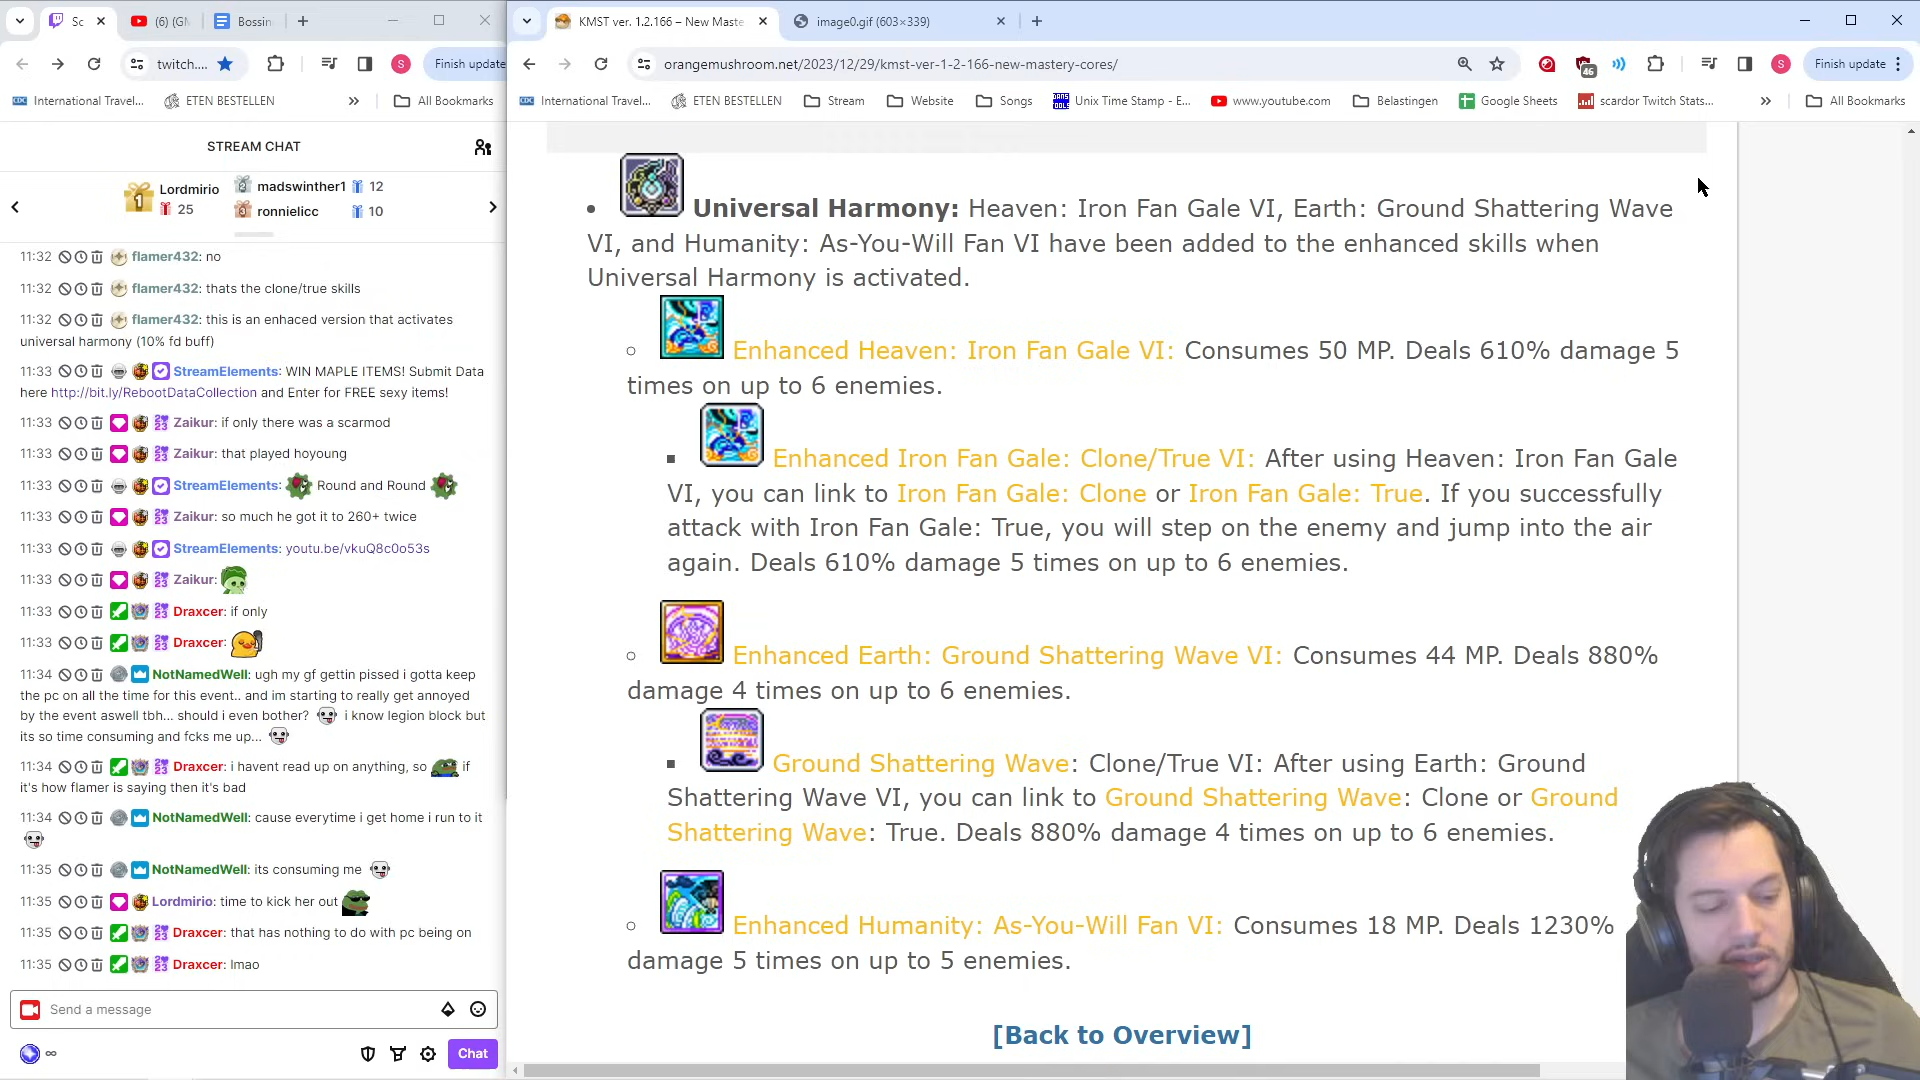 Sc
(6) (GM
Bossin
twitch....
Finish update
International Travel...
ETEN BESTELLEN
All Bookmarks
STREAM CHAT
Lordmirio
25
madswinther1 12
ronnielicc 10
11:32 flamer432: no
11:32 flamer432: thats the clone/true skills
11:32 flamer432: this is an enhaced version that activates
universal harmony (10% fd buff)
11:33 StreamElements: WIN MAPLE ITEMS! Submit Data
here http://bit.ly/RebootDataCollection and Enter for FREE sexy items!
11:33 Zaikur: if only there was a scarmod
11:33 Zaikur: that played hoyoung
11:33 StreamElements: Round and Round
11:33 Zaikur: so much he got it to 260+ twice
11:33 StreamElements: youtu.be/vkuQ8c0o53s
11:33 Zaikur:
11:33 Draxcer: if only
11:33 Draxcer:
11:34 NotNamedWell: ugh my gf gettin pissed i gotta keep
the pc on all the time for this event.. and im starting to really get annoyed
by the event aswell tbh... should i even bother? i know legion block but
its so time consuming and fcks me up...
11:34 Draxcer: i havent read up on anything, so if
it's how flamer is saying then it's bad
11:34 NotNamedWell: cause everytime i get home i run to it
11:35 NotNamedWell: its consuming me
11:35 Lordmirio: time to kick her out
11:35 Draxcer: that has nothing to do with pc being on
11:35 Draxcer: lmao
Send a message
∞
Chat
KMST ver. 1.2.166 – New Maste
image0.gif (603×339)
orangemushroom.net/2023/12/29/kmst-ver-1-2-166-new-mastery-cores/
46
Finish update
International Travel...
ETEN BESTELLEN
Stream
Website
Songs
Unix Time Stamp - E...
www.youtube.com
Belastingen
Google Sheets
scardor Twitch Stats...
All Bookmarks
Universal Harmony: Heaven: Iron Fan Gale VI, Earth: Ground Shattering Wave
VI, and Humanity: As-You-Will Fan VI have been added to the enhanced skills when
Universal Harmony is activated.
Enhanced Heaven: Iron Fan Gale VI: Consumes 50 MP. Deals 610% damage 5
times on up to 6 enemies.
Enhanced Iron Fan Gale: Clone/True VI: After using Heaven: Iron Fan Gale
VI, you can link to Iron Fan Gale: Clone or Iron Fan Gale: True. If you successfully
attack with Iron Fan Gale: True, you will step on the enemy and jump into the air
again. Deals 610% damage 5 times on up to 6 enemies.
Enhanced Earth: Ground Shattering Wave VI: Consumes 44 MP. Deals 880%
damage 4 times on up to 6 enemies.
Ground Shattering Wave: Clone/True VI: After using Earth: Ground
Shattering Wave VI, you can link to Ground Shattering Wave: Clone or Ground
Shattering Wave: True. Deals 880% damage 4 times on up to 6 enemies.
Enhanced Humanity: As-You-Will Fan VI: Consumes 18 MP. Deals 1230%
damage 5 times on up to 5 enemies.
[Back to Overview]